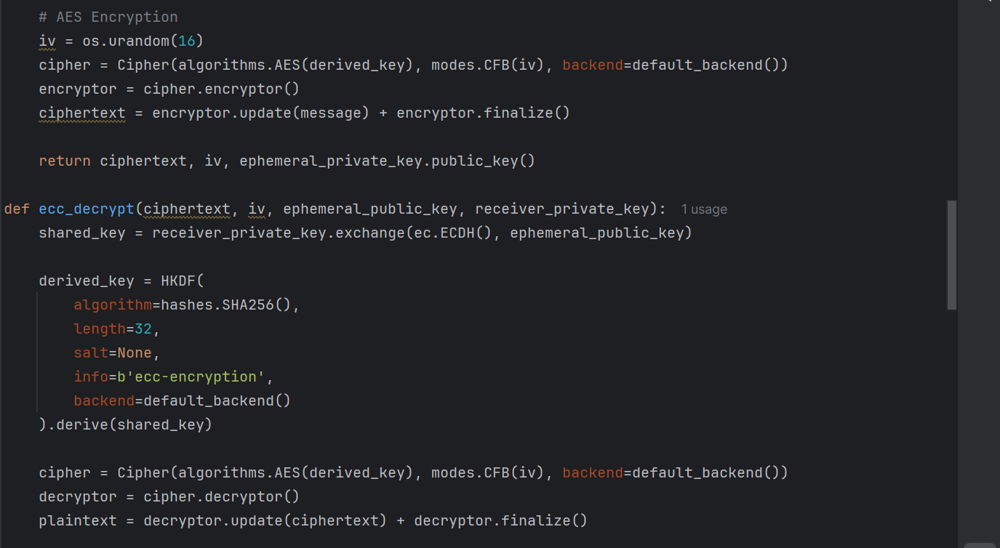 # AES Encryption
iv = os.urandom(16)
cipher = Cipher(algorithms.AES(derived_key), modes.CFB(iv), backend=default_backend())
encryptor = cipher.encryptor()
ciphertext = encryptor.update(message) + encryptor.finalize()
return ciphertext, iv, ephemeral_private_key.public_key()
def ecc_decrypt(ciphertext, iv, ephemeral_public_key, receiver_private_key): 1 usage
shared_key = receiver_private_key.exchange(ec.ECDH(), ephemeral_public_key)
derived_key = HKDF(
algorithm=hashes.SHA256(),
length=32,
salt=None,
info=b'ecc-encryption',
backend=default_backend()
).derive(shared_key)
cipher = Cipher(algorithms.AES(derived_key), modes.CFB(iv), backend=default_backend())
decryptor = cipher.decryptor()
plaintext = decryptor.update(ciphertext) + decryptor.finalize()